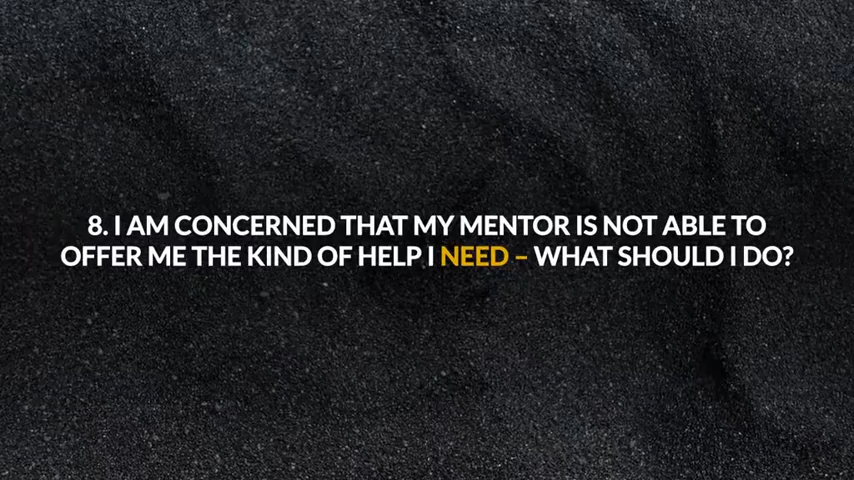 8. I AM CONCERNED THAT MY MENTOR IS NOT ABLE TO
OFFER ME THE KIND OF HELP I NEED – WHAT SHOULD I DO?